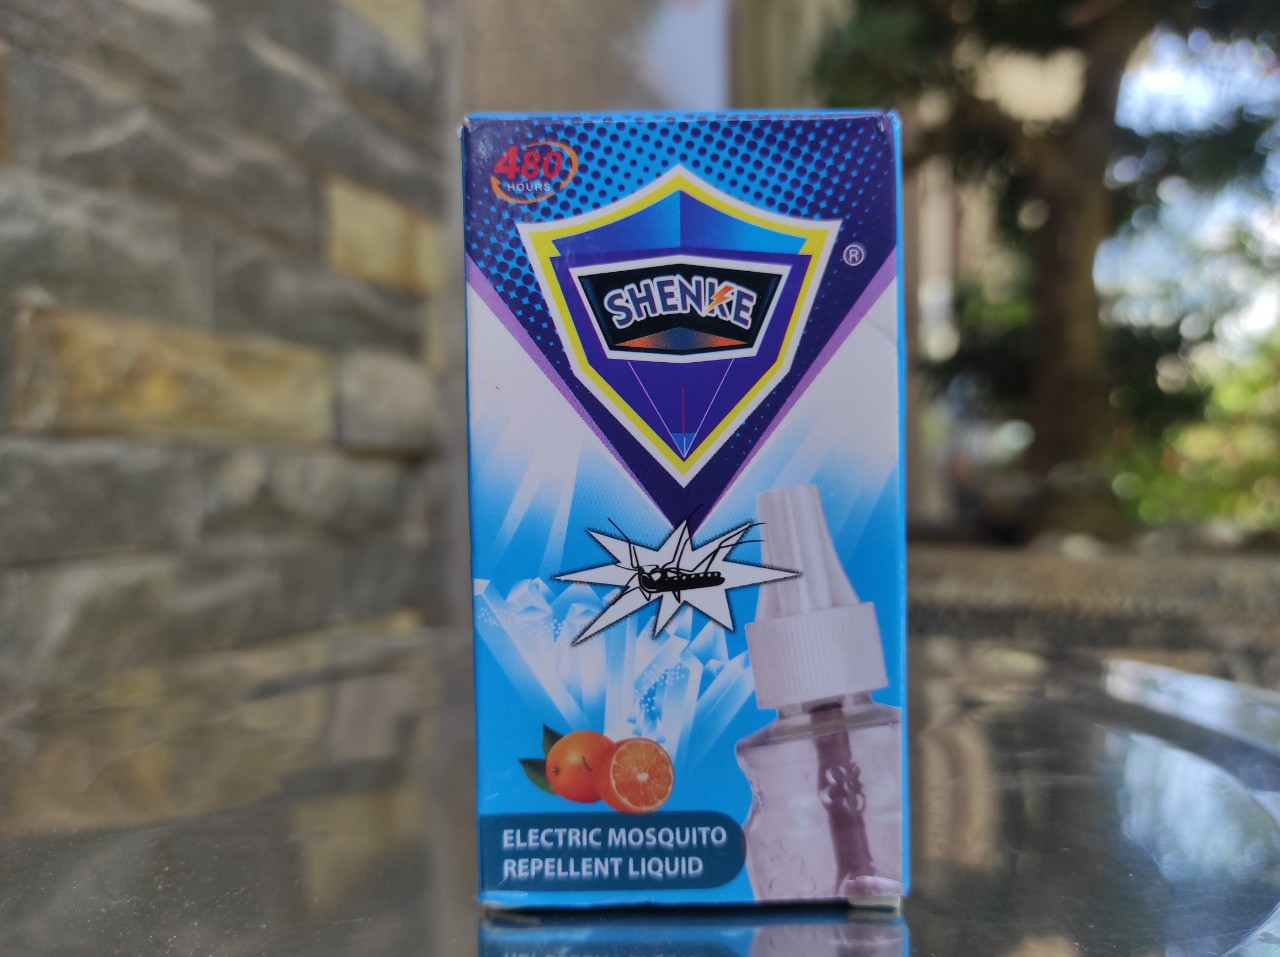 480
HOURS
®
SHENKE
ELECTRIC MOSQUITO
REPELLENT LIQUID